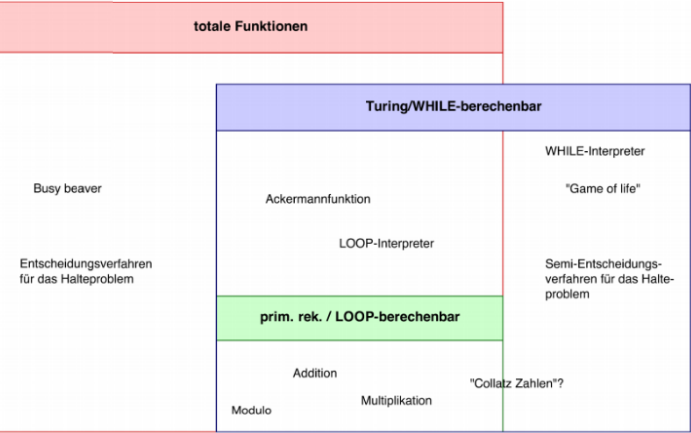 totale Funktionen
Turing/WHILE-berechenbar
WHILE-Interpreter
Busy beaver
"Game of life"
Ackermannfunktion
LOOP-Interpreter
Entscheidungsverfahren
für das Halteproblem
Semi-Entscheidungs-
verfahren für das Halte-
problem
prim. rek. / LOOP-berechenbar
Addition
"Collatz Zahlen"?
Multiplikation
Modulo